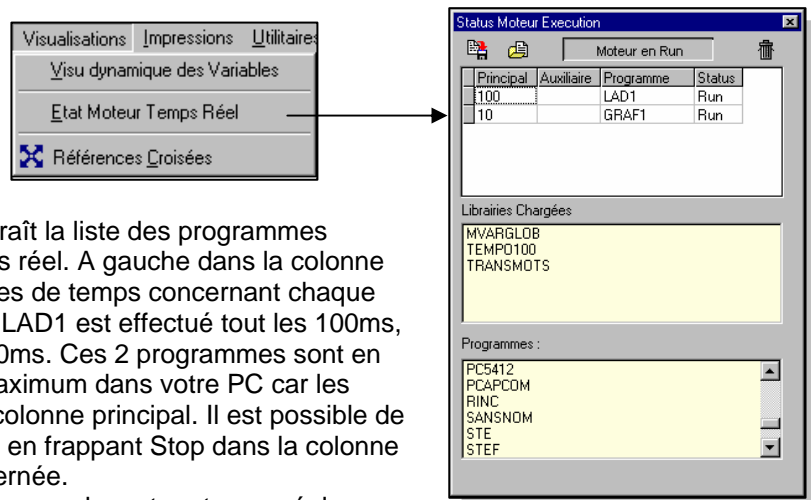 Visualisations Impressions Utilitaires
Visu dynamique des Variables
Etat Moteur Temps Réel
Références Croisées
raît la liste des programmes
s réel. A gauche dans la colonne
es de temps concernant chaque
LAD1 est effectué tout les 100ms,
0ms. Ces 2 programmes sont en
aximum dans votre PC car les
colonne principal. Il est possible de
en frappant Stop dans la colonne
ernée.
Status Moteur Execution
Moteur en Run
Principal Auxiliaire Programme Status
100 LAD1 Run
10 GRAF1 Run
Librairies Chargées
MVARGLOB
TEMPO100
TRANSMOTS
Programmes :
PC5412
PCAPCOM
RINC
SANSNOM
STE
STEF